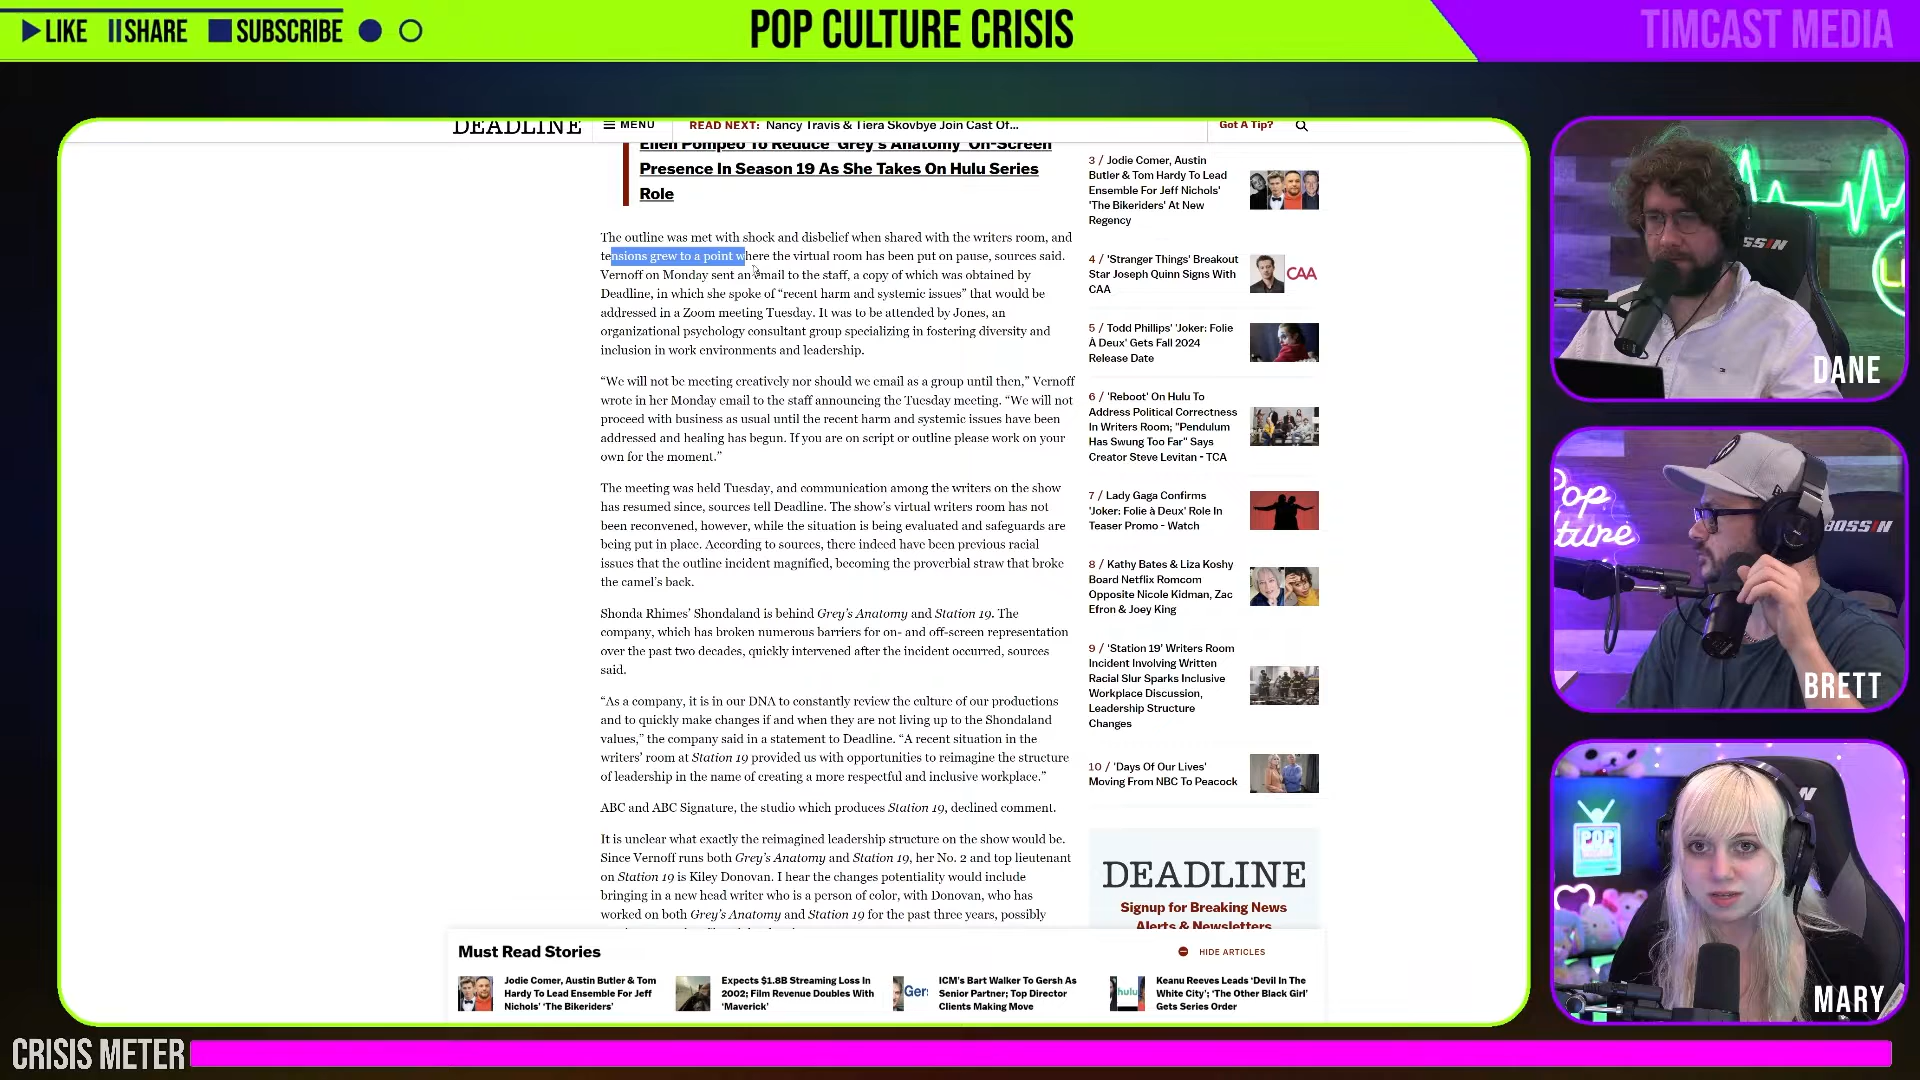 LIKE SHARE SUBSCRIBE
POP CULTURE CRISIS
TIMCAST MEDIA
DEADLINE
MENU
READ NEXT: Nancy Travis & Tiera Skovbye Join Cast Of...
Got A Tip?
Ellen Pompeo To Reduce 'Grey's Anatomy' On-Screen
Presence In Season 19 As She Takes On Hulu Series
Role
The outline was met with shock and disbelief when shared with the writers room, and
tensions grew to a point where the virtual room has been put on pause, sources said.
Vernoff on Monday sent an email to the staff, a copy of which was obtained by
Deadline, in which she spoke of “recent harm and systemic issues” that would be
addressed in a Zoom meeting Tuesday. It was to be attended by Jones, an
organizational psychology consultant group specializing in fostering diversity and
inclusion in work environments and leadership.
“We will not be meeting creatively nor should we email as a group until then,” Vernoff
wrote in her Monday email to the staff announcing the Tuesday meeting. “We will not
proceed with business as usual until the recent harm and systemic issues have been
addressed and healing has begun. If you are on script or outline please work on your
own for the moment.”
The meeting was held Tuesday, and communication among the writers on the show
has resumed since, sources tell Deadline. The show’s virtual writers room has not
been reconvened, however, while the situation is being evaluated and safeguards are
being put in place. According to sources, there indeed have been previous racial
issues that the outline incident magnified, becoming the proverbial straw that broke
the camel’s back.
Shonda Rhimes’ Shondaland is behind Grey’s Anatomy and Station 19. The
company, which has broken numerous barriers for on- and off-screen representation
over the past two decades, quickly intervened after the incident occurred, sources
said.
“As a company, it is in our DNA to constantly review the culture of our productions
and to quickly make changes if and when they are not living up to the Shondaland
values,” the company said in a statement to Deadline. “A recent situation in the
writers’ room at Station 19 provided us with opportunities to reimagine the structure
of leadership in the name of creating a more respectful and inclusive workplace.”
ABC and ABC Signature, the studio which produces Station 19, declined comment.
It is unclear what exactly the reimagined leadership structure on the show would be.
Since Vernoff runs both Grey’s Anatomy and Station 19, her No. 2 and top lieutenant
on Station 19 is Kiley Donovan. I hear the changes potentiality would include
bringing in a new head writer who is a person of color, with Donovan, who has
worked on both Grey’s Anatomy and Station 19 for the past three years, possibly
3 / Jodie Comer, Austin
Butler & Tom Hardy To Lead
Ensemble For Jeff Nichols'
'The Bikeriders' At New
Regency
4 / 'Stranger Things' Breakout
Star Joseph Quinn Signs With
CAA
CAA
5 / Todd Phillips' 'Joker: Folie
À Deux' Gets Fall 2024
Release Date
6 / 'Reboot' On Hulu To
Address Political Correctness
In Writers Room; "Pendulum
Has Swung Too Far" Says
Creator Steve Levitan - TCA
7 / Lady Gaga Confirms
'Joker: Folie à Deux' Role In
Teaser Promo - Watch
8 / Kathy Bates & Liza Koshy
Board Netflix Romcom
Opposite Nicole Kidman, Zac
Efron & Joey King
9 / 'Station 19' Writers Room
Incident Involving Written
Racial Slur Sparks Inclusive
Workplace Discussion,
Leadership Structure
Changes
10 / 'Days Of Our Lives'
Moving From NBC To Peacock
DEADLINE
Signup for Breaking News
Alerts & Newsletters
Must Read Stories
HIDE ARTICLES
Jodie Comer, Austin Butler & Tom
Hardy To Lead Ensemble For Jeff
Nichols' 'The Bikeriders'
Expects $1.8B Streaming Loss In
2002; Film Revenue Doubles With
'Maverick'
Ger
ICM's Bart Walker To Gersh As
Senior Partner; Top Director
Clients Making Move
hulu
Keanu Reeves Leads 'Devil In The
White City'; 'The Other Black Girl'
Gets Series Order
DANE
Pop
BOSSIN
BRETT
POP
MARY
CRISIS METER